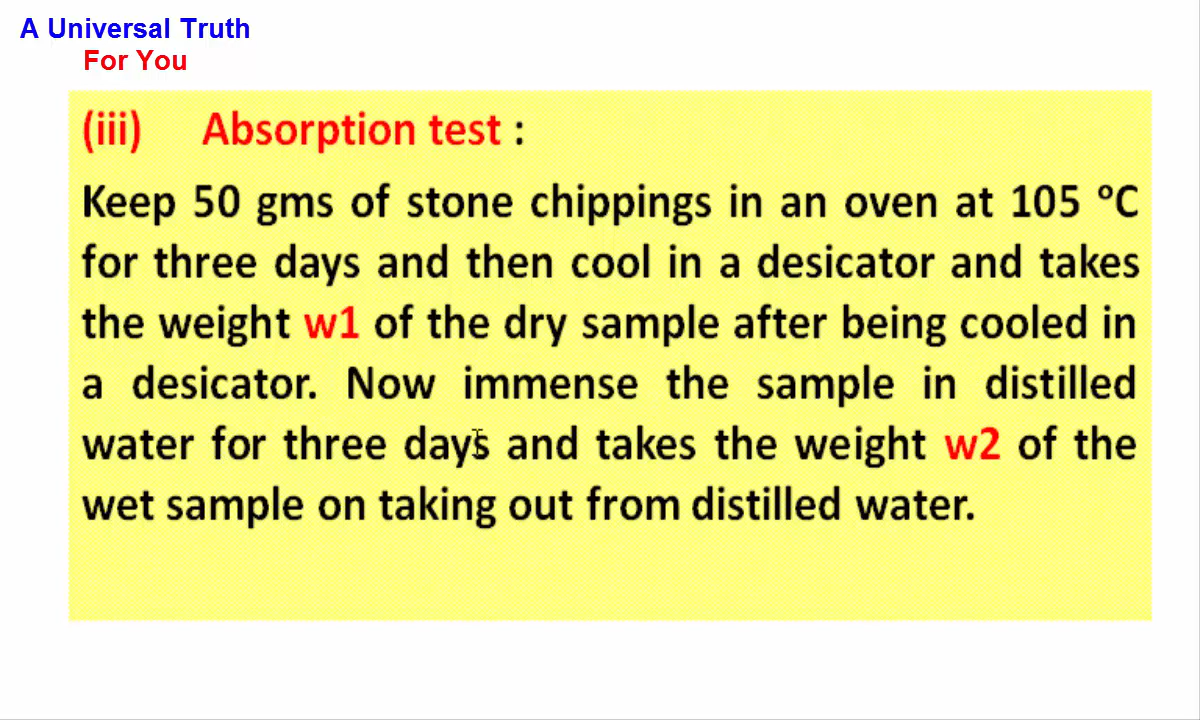 A Universal Truth
For You
(iii) Absorption test :
Keep 50 gms of stone chippings in an oven at 105 ºC
for three days and then cool in a desicator and takes
the weight w1 of the dry sample after being cooled in
a desicator. Now immense the sample in distilled
water for three days and takes the weight w2 of the
wet sample on taking out from distilled water.